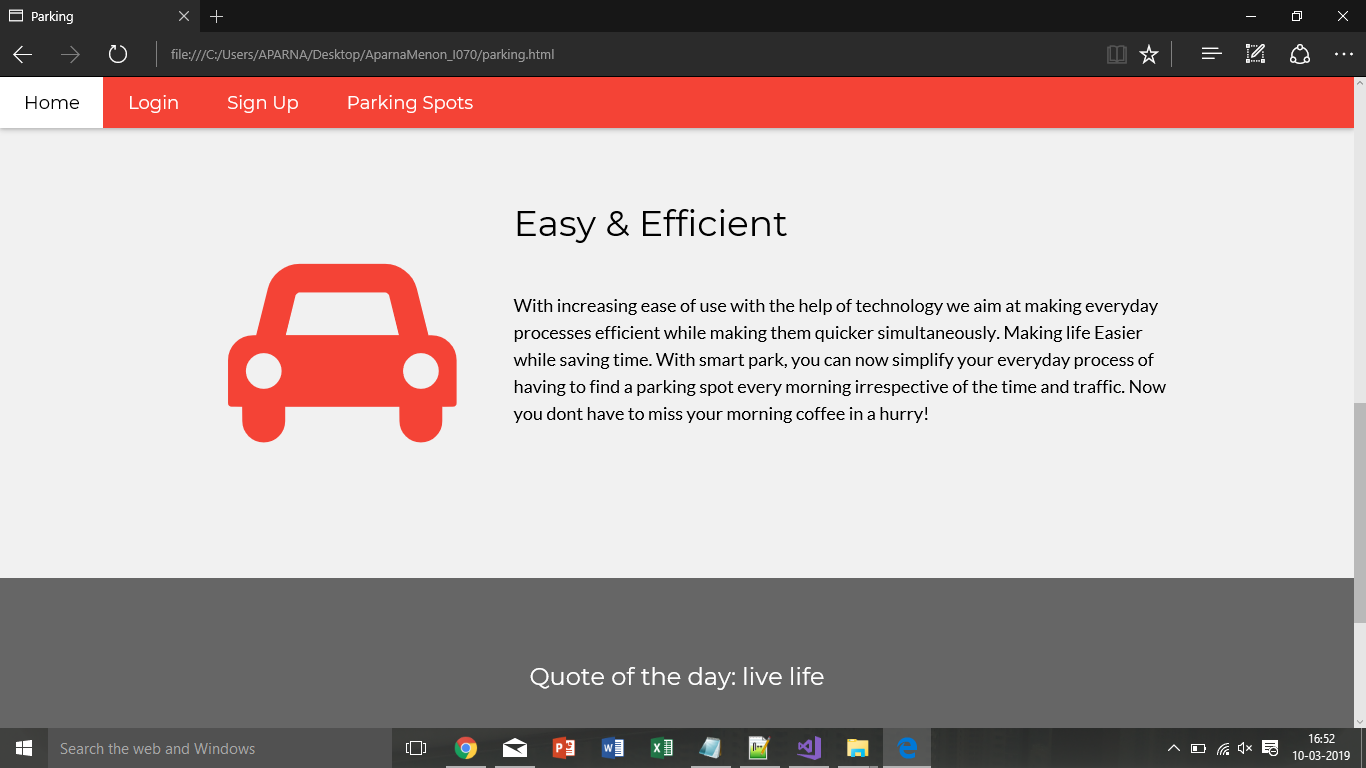 Parking
file:///C:/Users/APARNA/Desktop/AparnaMenon_I070/parking.html
Home Login Sign Up Parking Spots
Easy & Efficient
With increasing ease of use with the help of technology we aim at making everyday
processes efficient while making them quicker simultaneously. Making life Easier
while saving time. With smart park, you can now simplify your everyday process of
having to find a parking spot every morning irrespective of the time and traffic. Now
you dont have to miss your morning coffee in a hurry!
Quote of the day: live life
Search the web and Windows
16:52
10-03-2019